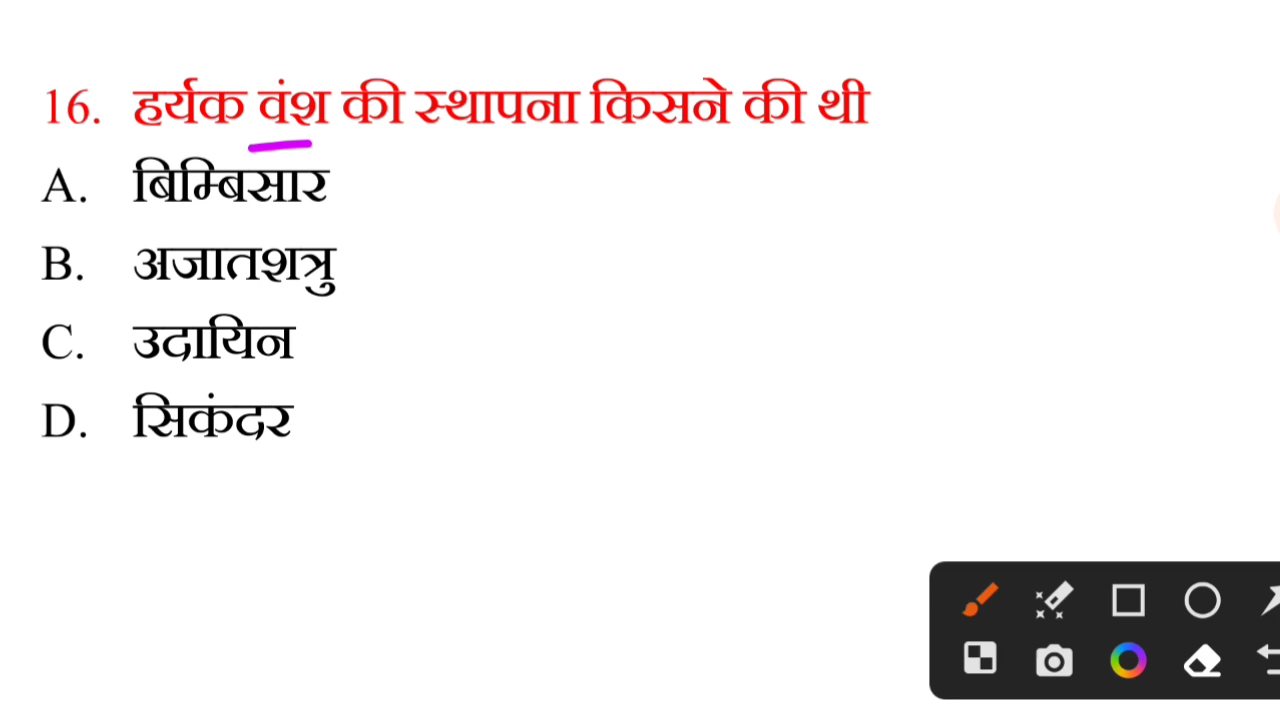 16. हर्यक वंश की स्थापना किसने की थी
A. बिम्बिसार
B. अजातशत्रु
C. उदायिन
D. सिकंदर